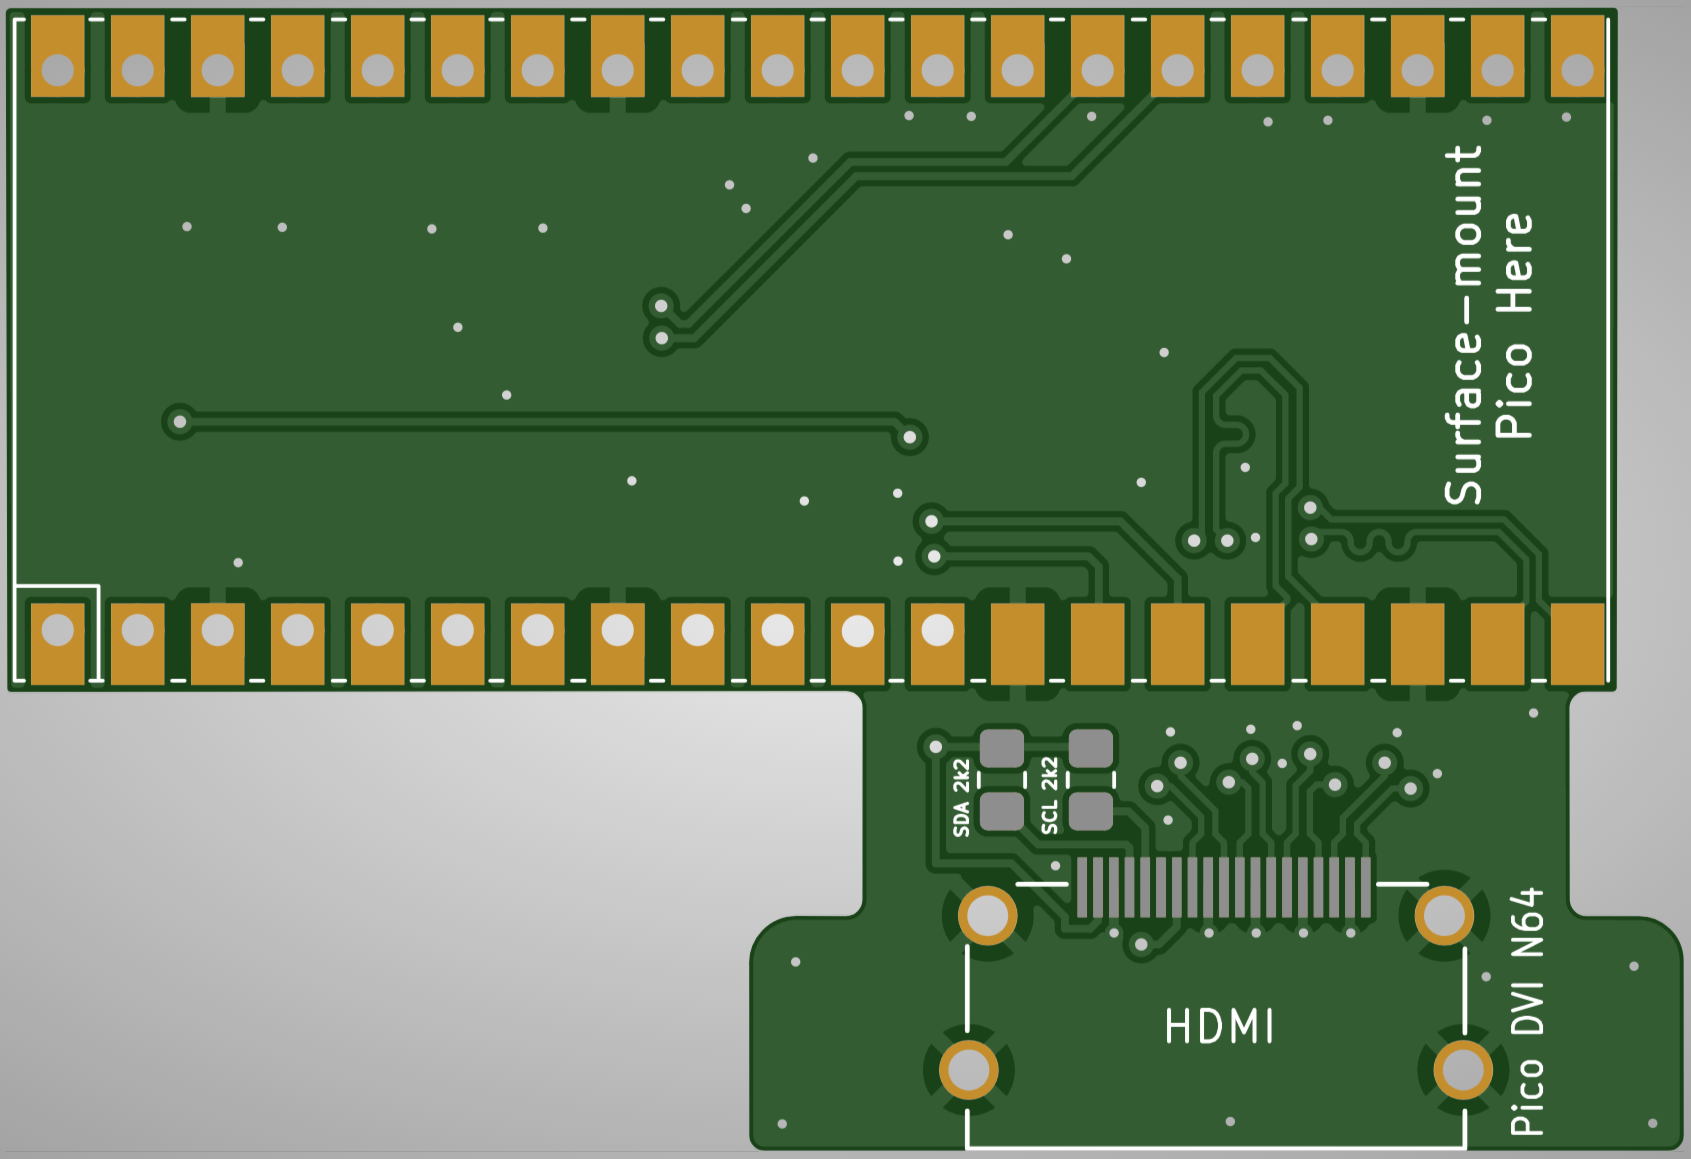 Surface-mount
Pico Here
SDA 2k2
SCL 2k2
HDMI
Pico DVI N64